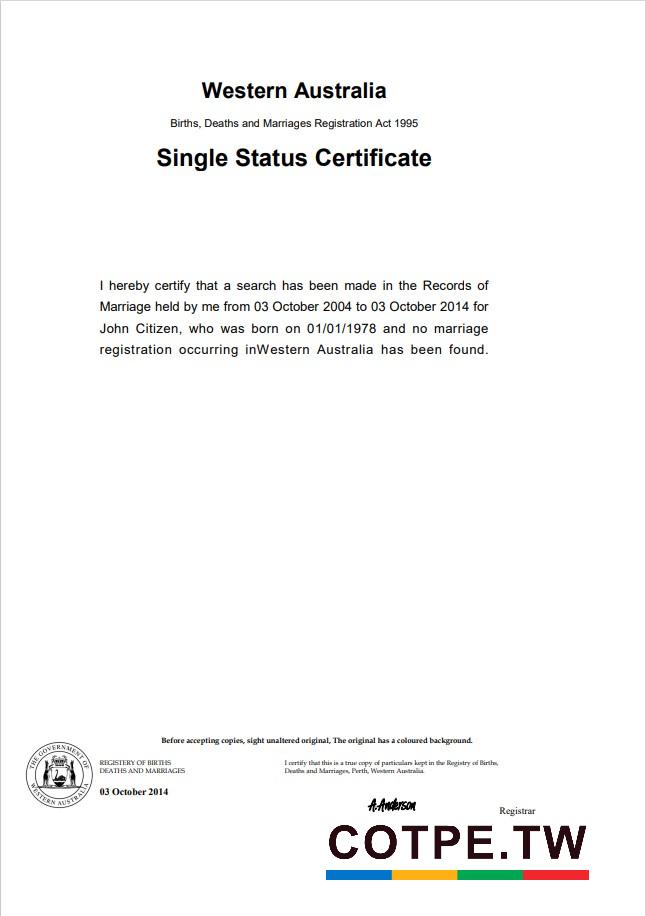 Western Australia
Births, Deaths and Marriages Registration Act 1995
Single Status Certificate
I hereby certify that a search has been made in the Records of
Marriage held by me from 03 October 2004 to 03 October 2014 for
John Citizen, who was born on 01/01/1978 and no marriage
registration occurring inWestern Australia has been found.
Before accepting copies, sight unaltered original, The original has a coloured background.
THE GOVERNMENT OF
WESTERN AUSTRALIA
REGISTRY OF BIRTHS
DEATHS AND MARRIAGES
03 October 2014
I certify that this is a true copy of particulars kept in the Registry of Births,
Deaths and Marriages, Perth, Western Australia.
A.Anderson
Registrar
COTPE.TW